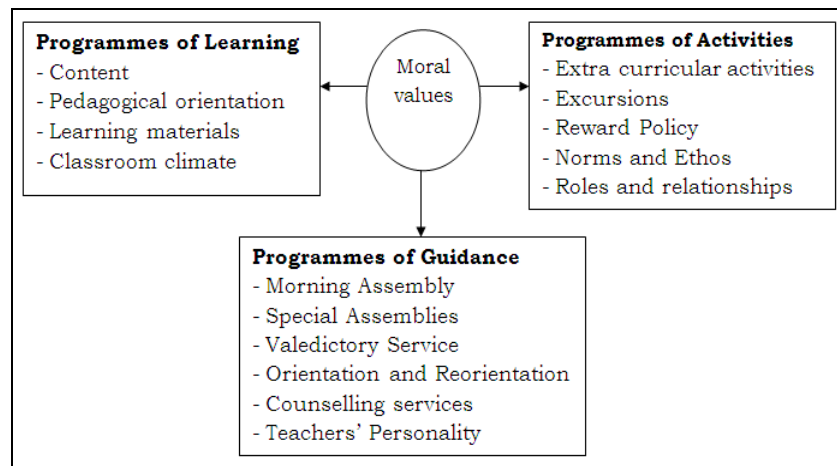 Programmes of Learning
- Content
- Pedagogical orientation
- Learning materials
- Classroom climate
Moral
values
Programmes of Activities
- Extra curricular activities
- Excursions
- Reward Policy
- Norms and Ethos
- Roles and relationships
Programmes of Guidance
- Morning Assembly
- Special Assemblies
- Valedictory Service
- Orientation and Reorientation
- Counselling services
- Teachers' Personality